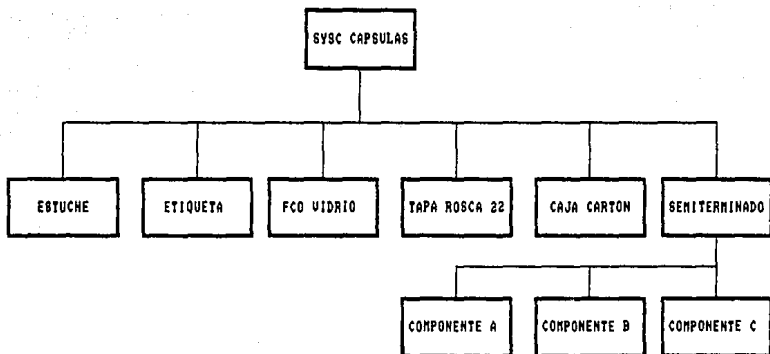 SYSC CAPSULAS
ESTUCHE
ETIQUETA
FCO VIDRIO
TAPA ROSCA 22
CAJA CARTON
SEMITERMINADO
COMPONENTE A
COMPONENTE B
COMPONENTE C